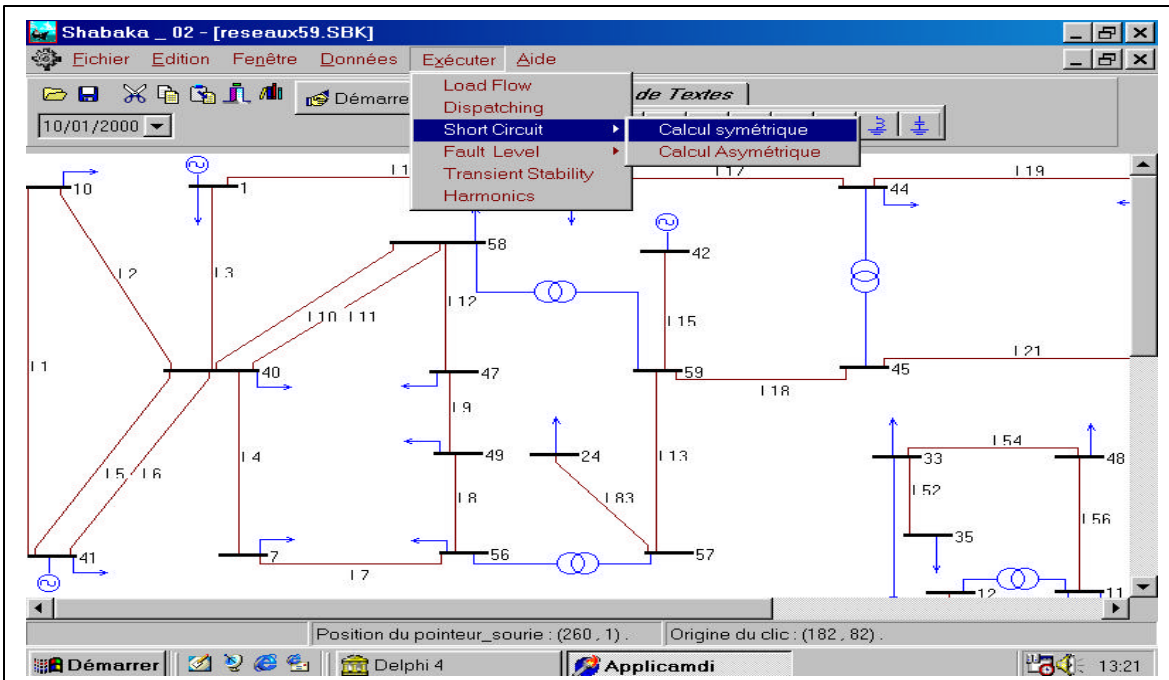 Shabaka _ 02 - [reseaux59.SBK]
Fichier Edition Fenêtre Données Exécuter Aide
Load Flow
Dispatching
Short Circuit
Fault Level
Transient Stability
Harmonics
Calcul symétrique
Calcul Asymétrique
Démarre
de Textes
10/01/2000
10
1
L1
L17
44
L19
58
42
L2
L3
L10 L11
L12
L15
L1
40
47
59
45
L21
L18
L9
L5 L6
L4
49
24
L13
33
L54
48
L8
L83
L52
L56
35
41
7
56
57
L7
12
11
Position du pointeur_sourie : (260 , 1) .
Origine du clic : (182 , 82) .
Démarrer
Delphi 4
Applicamdi
13:21